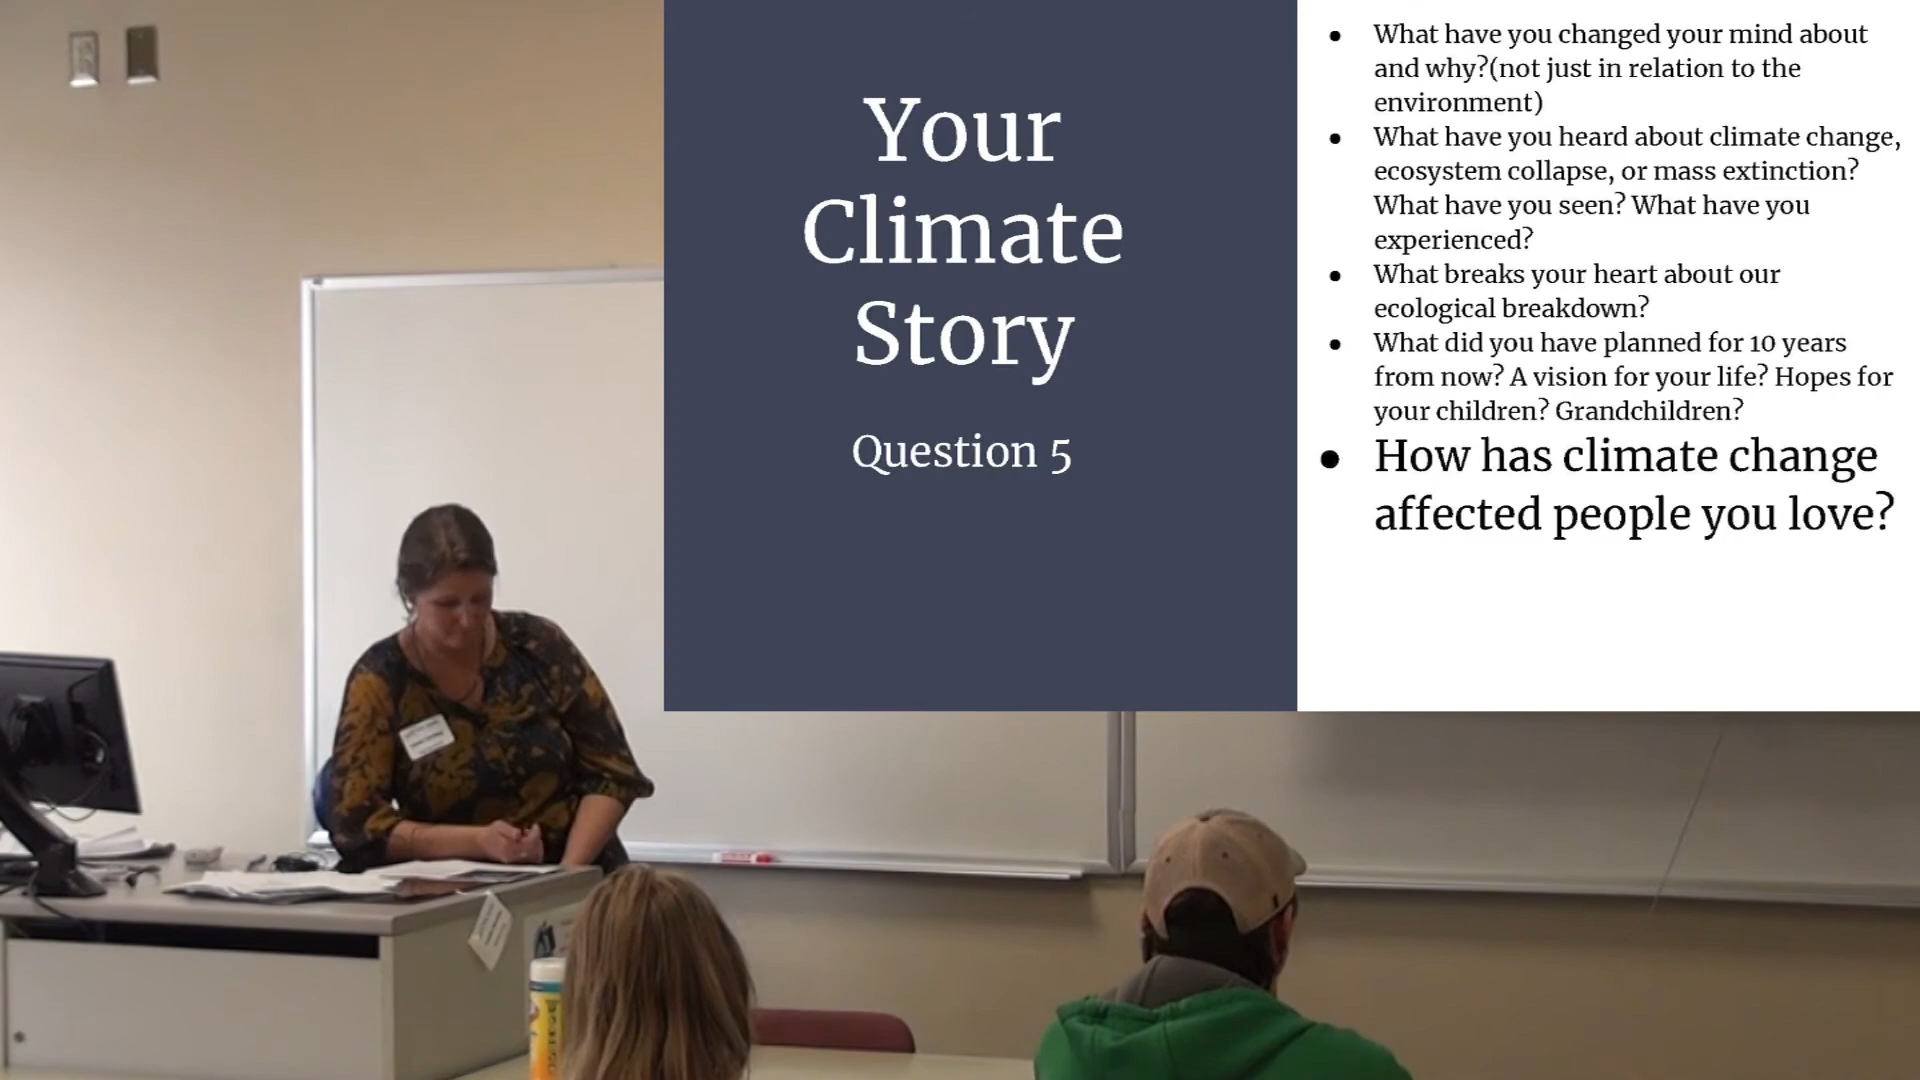 Your
Climate
Story
Question 5
● What have you changed your mind about
and why?(not just in relation to the
environment)
● What have you heard about climate change,
ecosystem collapse, or mass extinction?
What have you seen? What have you
experienced?
● What breaks your heart about our
ecological breakdown?
● What did you have planned for 10 years
from now? A vision for your life? Hopes for
your children? Grandchildren?
● How has climate change
affected people you love?